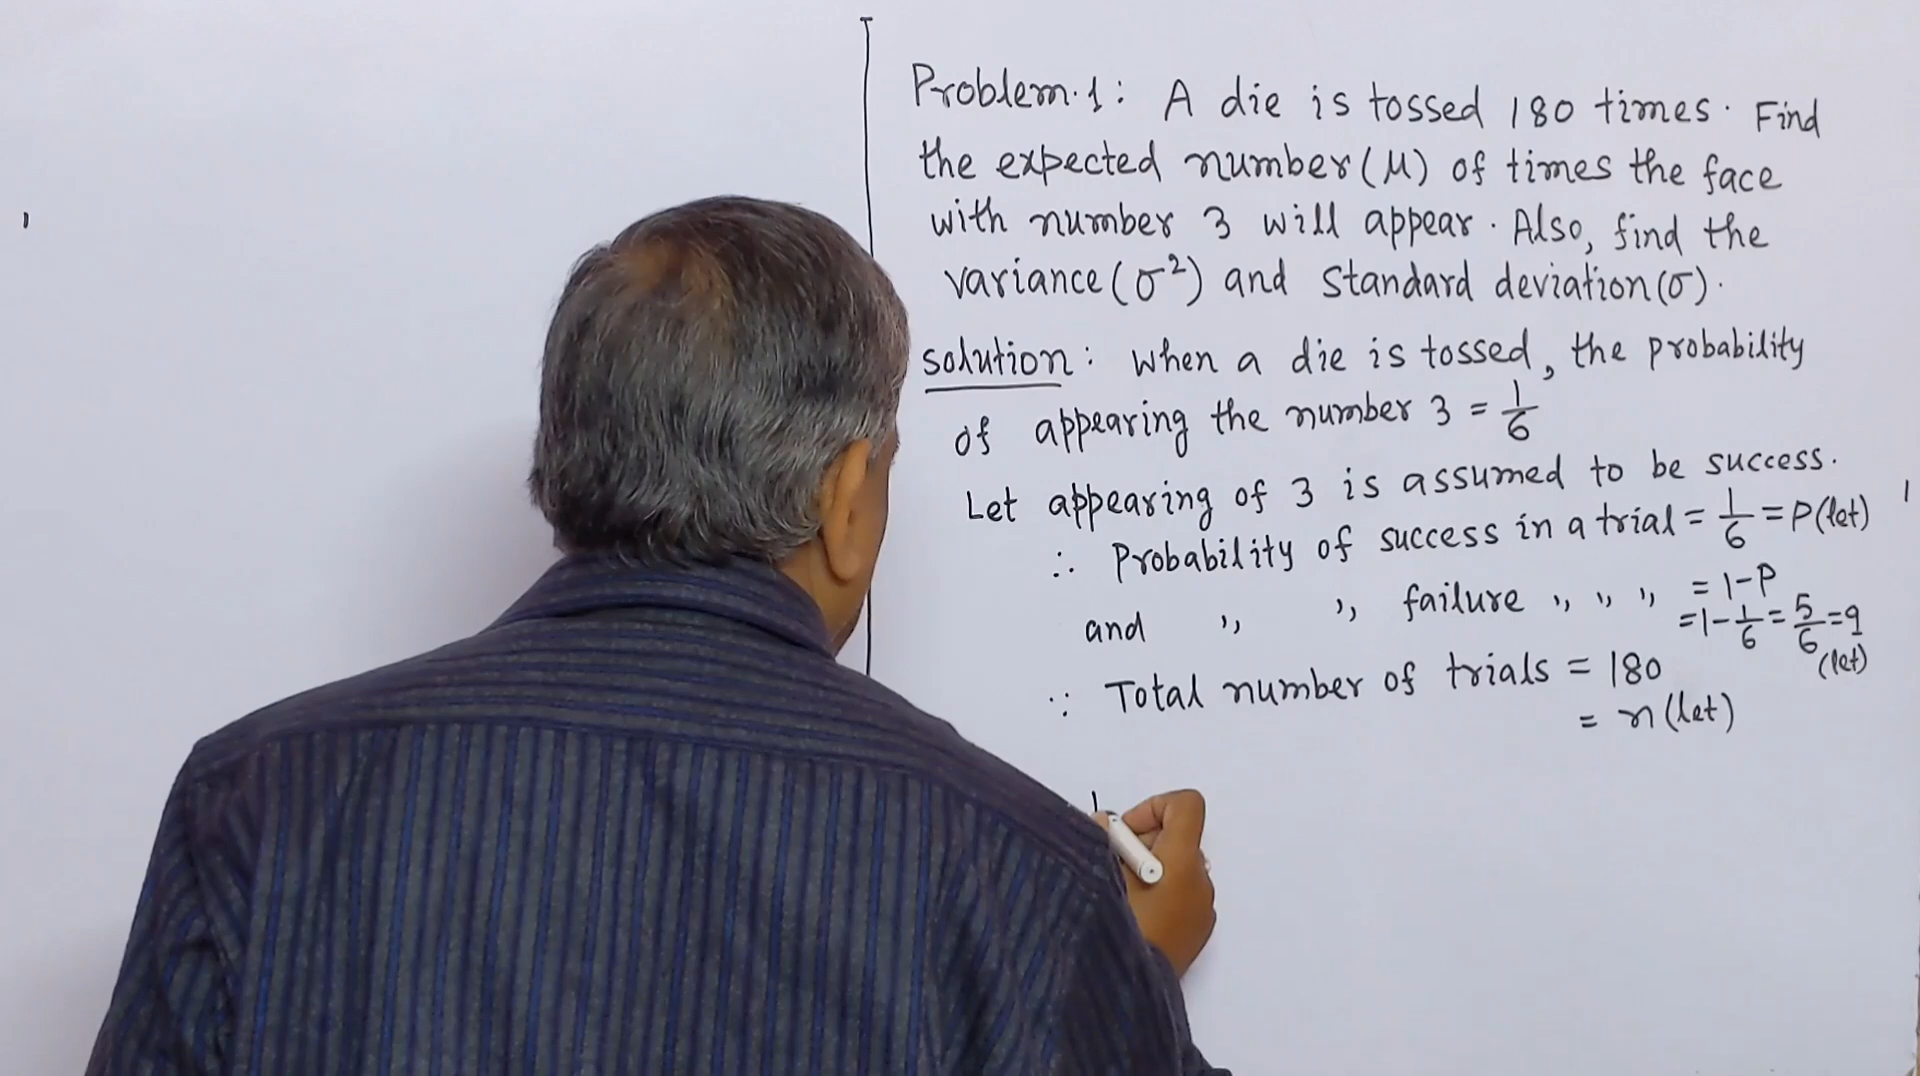 Problem.1: A die is tossed 180 times. Find
the expected number (μ) of times the face
with number 3 will appear. Also, find the
variance (σ²) and standard deviation (σ).
solution: when a die is tossed, the probability
of appearing the number 3 = 1/6
Let appearing of 3 is assumed to be success.
∴ Probability of success in a trial = 1/6 = p (let)
and ,, ,, failure ,, ,, ,, = 1-p
= 1 - 1/6 = 5/6 = q
(let)
∵ Total number of trials = 180
= n (let)